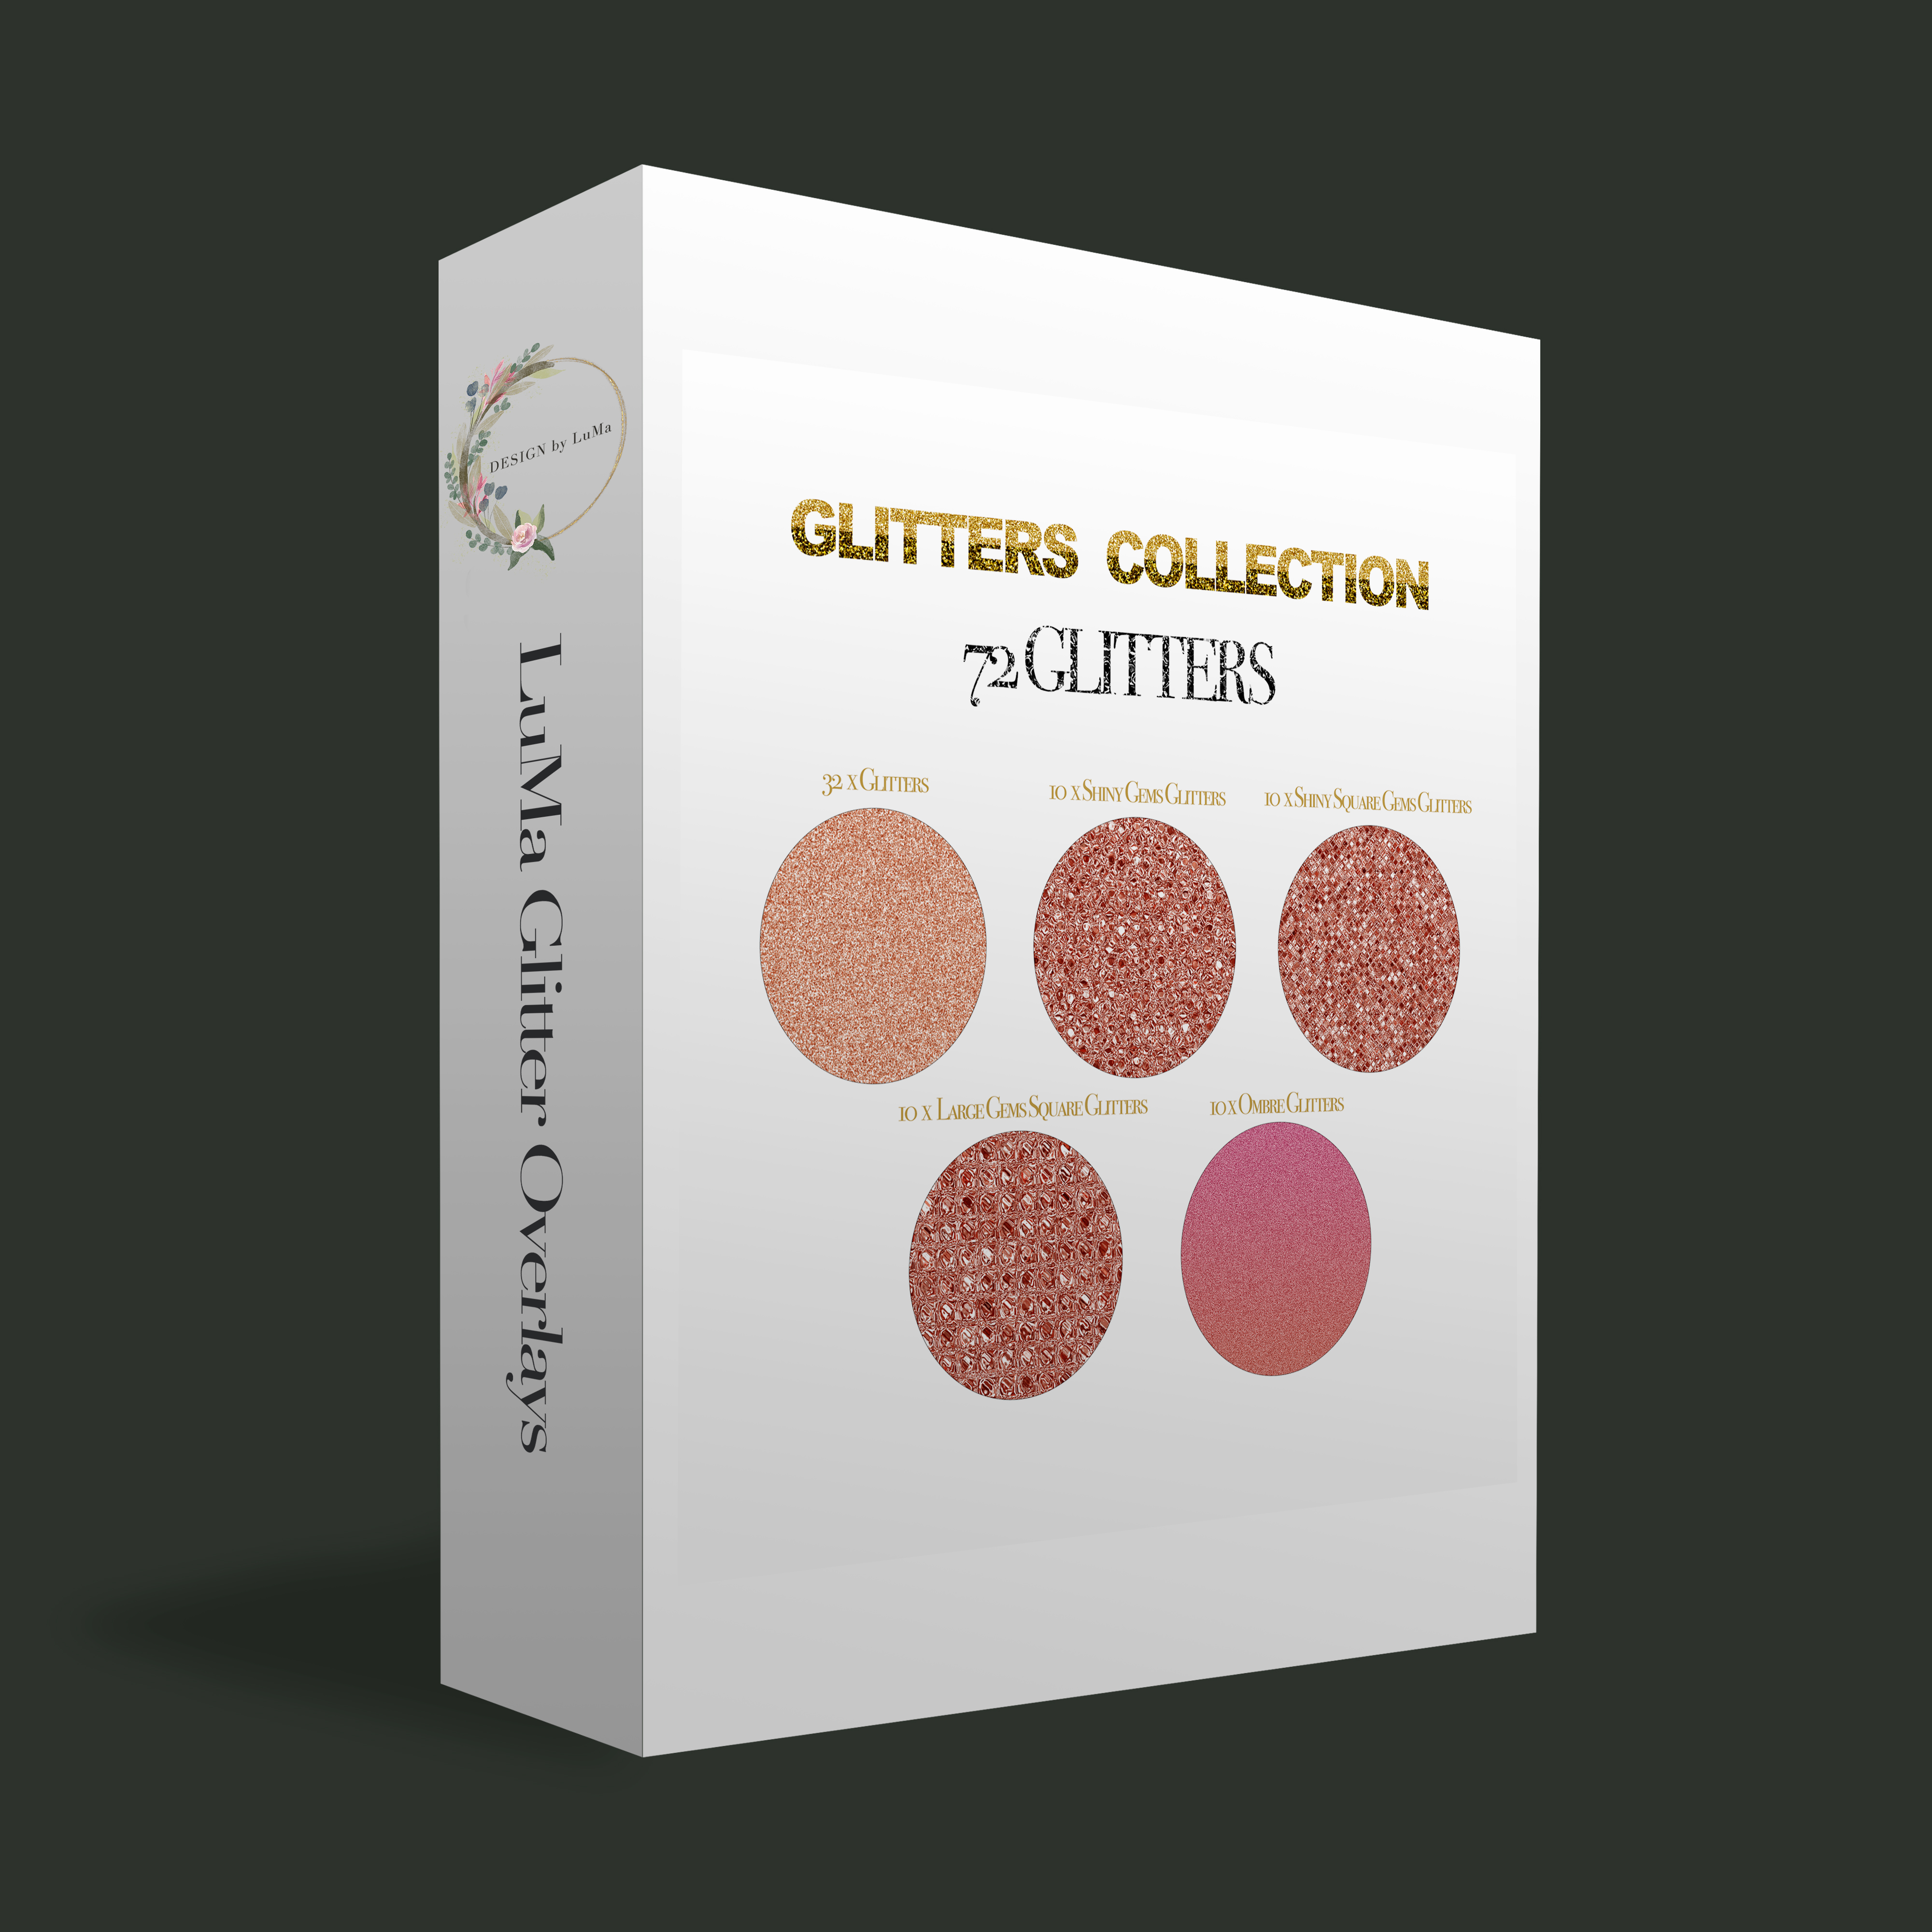 DESIGN by LuMa
LuMa Glitter Overlays
GLITTERS COLLECTION
72 GLITTERS
32 x Glitters
10 x Shiny Gems Glitters
10 x Shiny Square Gems Glitters
10 x Large Gems Square Glitters
10 x Ombre Glitters